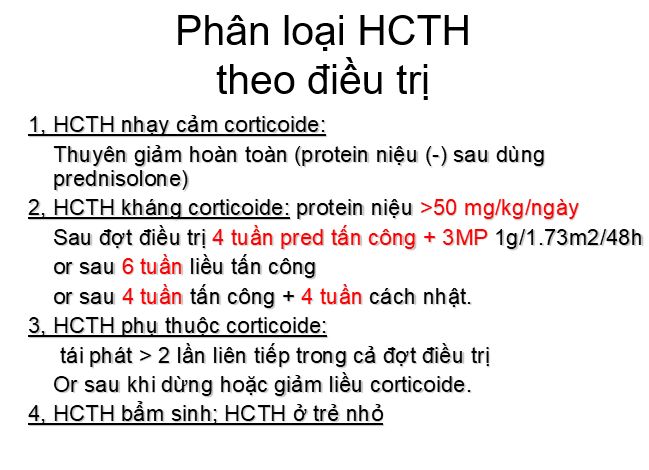 Phân loại HCTH
theo điều trị
1, HCTH nhạy cảm corticoide:
Thuyên giảm hoàn toàn (protein niệu (-) sau dùng
prednisolone)
2, HCTH kháng corticoide: protein niệu >50 mg/kg/ngày
Sau đợt điều trị 4 tuần pred tấn công + 3MP 1g/1.73m2/48h
or sau 6 tuần liều tấn công
or sau 4 tuần tấn công + 4 tuần cách nhật.
3, HCTH phụ thuộc corticoide:
tái phát > 2 lần liên tiếp trong cả đợt điều trị
Or sau khi dừng hoặc giảm liều corticoide.
4, HCTH bẩm sinh; HCTH ở trẻ nhỏ